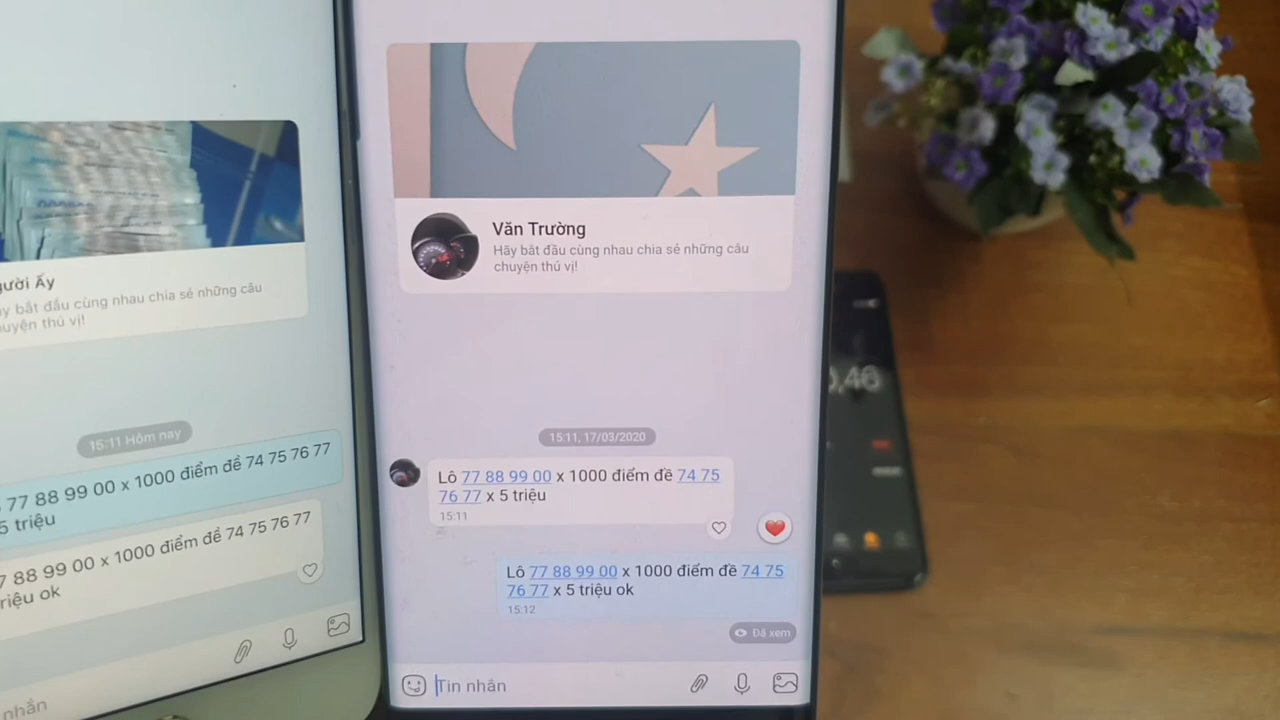 gười Ấy
y bắt đầu cùng nhau chia sẻ những câu
uyện thú vị!
15:11 Hôm nay
77 88 99 00 x 1000 điểm đề 74 75 76 77
5 triệu
7 88 99 00 x 1000 điểm đề 74 75 76 77
riệu ok
nhắn
Văn Trường
Hãy bắt đầu cùng nhau chia sẻ những câu
chuyện thú vị!
15:11, 17/03/2020
Lô 77 88 99 00 x 1000 điểm đề 74 75
76 77 x 5 triệu
15:11
Lô 77 88 99 00 x 1000 điểm đề 74 75
76 77 x 5 triệu ok
15:12
Đã xem
Tin nhắn
,46